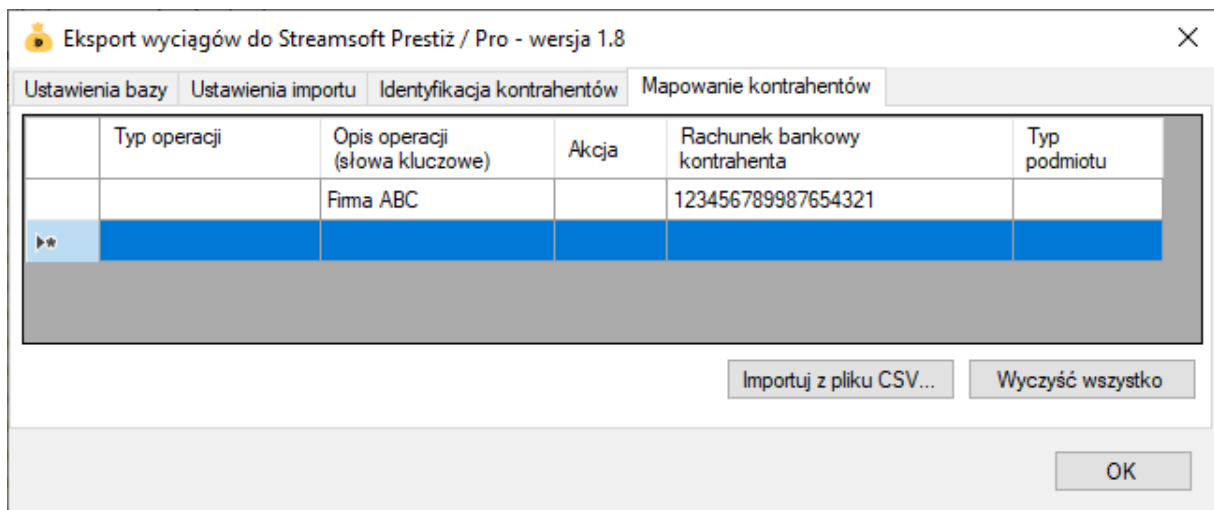 Eksport wyciągów do Streamsoft Prestiż / Pro - wersja 1.8
Ustawienia bazy Ustawienia importu Identyfikacja kontrahentów Mapowanie kontrahentów
Typ operacji
Opis operacji
(słowa kluczowe)
Akcja
Rachunek bankowy
kontrahenta
Typ
podmiotu
Firma ABC 123456789987654321
Importuj z pliku CSV... Wyczyść wszystko
OK